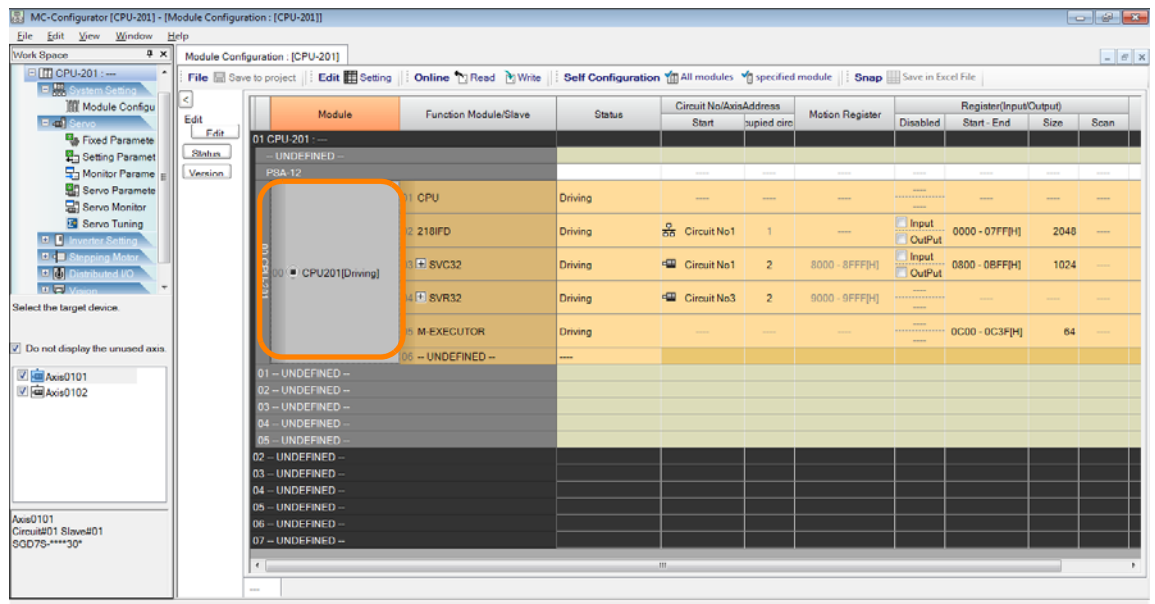 MC-Configurator [CPU-201] - [Module Configuration : [CPU-201]]
File Edit View Window Help
Work Space
CPU-201 : ---
System Setting
Module Configu
Servo
Fixed Paramete
Setting Paramet
Monitor Parame
Servo Paramete
Servo Monitor
Servo Tuning
Inverter Setting
Stepping Motor
Distributed I/O
Vision
Select the target device.
Do not display the unused axis.
Axis0101
Axis0102
Axis0101
Circuit#01 Slave#01
SGD7S-****30*
Module Configuration : [CPU-201]
File Save to project Edit Setting Online Read Write Self Configuration All modules specified module Snap Save in Excel File
<
Edit
Edit
Status
Version
Module Function Module/Slave Status Circuit No/AxisAddress Motion Register Register(Input/Output)
Start cupied circ Disabled Start - End Size Scan
01 CPU-201 : ---
-- UNDEFINED --
PSA-12 ---- ---- ---- ---- ---- ---- ----
00 CPU201[Driving]
01 CPU Driving ---- ---- ---- ---- ---- ---- ----
02 218IFD Driving Circuit No1 1 ---- Input OutPut 0000 - 07FF[H] 2048 ----
03 SVC32 Driving Circuit No1 2 8000 - 8FFF[H] Input OutPut 0800 - 0BFF[H] 1024 ----
04 SVR32 Driving Circuit No3 2 9000 - 9FFF[H] ---- ---- ---- ----
05 M-EXECUTOR Driving ---- ---- ---- ---- 0C00 - 0C3F[H] 64 ----
06 -- UNDEFINED -- ----
01 -- UNDEFINED --
02 -- UNDEFINED --
03 -- UNDEFINED --
04 -- UNDEFINED --
05 -- UNDEFINED --
02 -- UNDEFINED --
03 -- UNDEFINED --
04 -- UNDEFINED --
05 -- UNDEFINED --
06 -- UNDEFINED --
07 -- UNDEFINED --
---